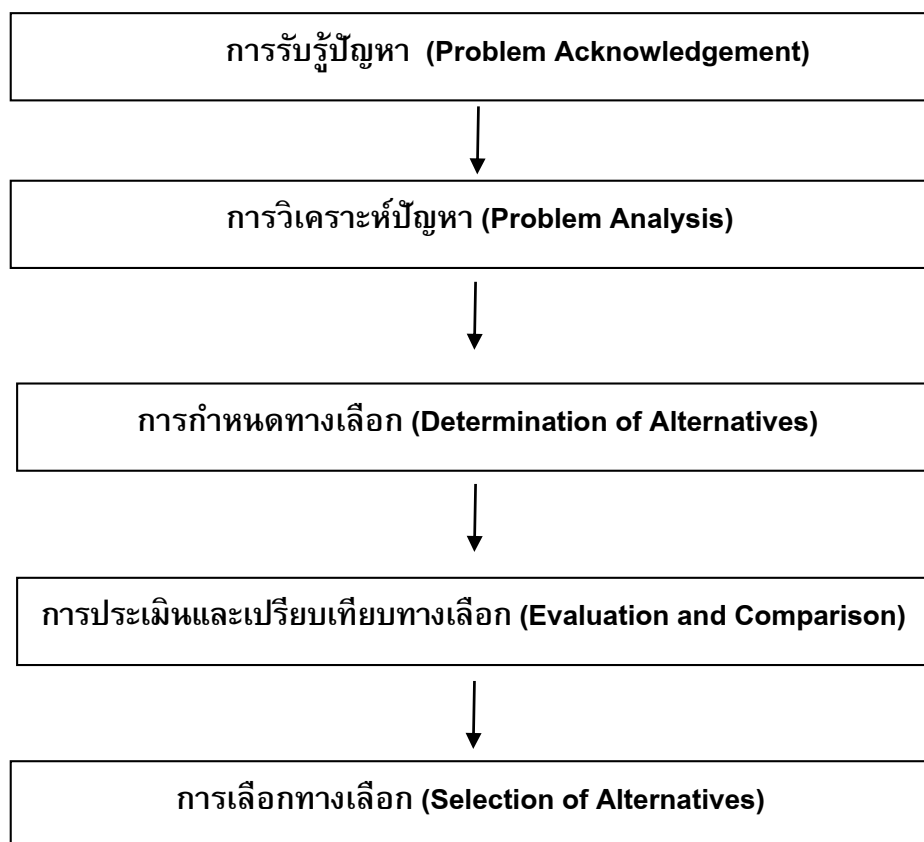 การรับรู้ปัญหา (Problem Acknowledgement)
การวิเคราะห์ปัญหา (Problem Analysis)
การกำหนดทางเลือก (Determination of Alternatives)
การประเมินและเปรียบเทียบทางเลือก (Evaluation and Comparison)
การเลือกทางเลือก (Selection of Alternatives)